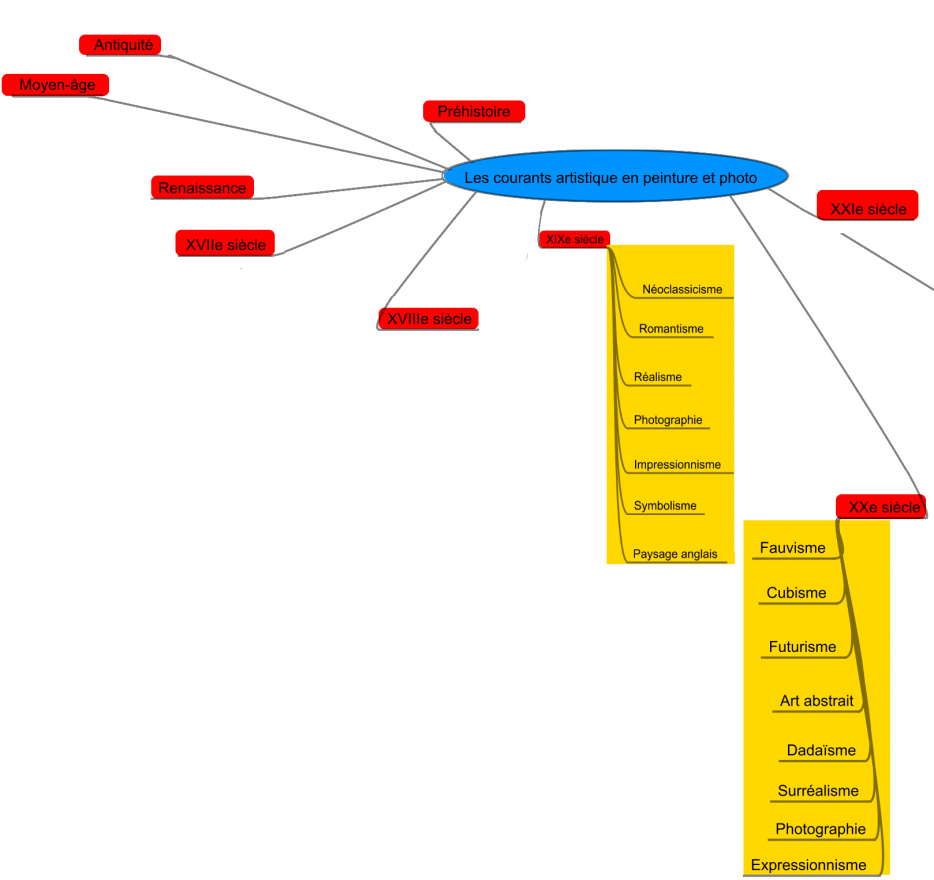 Antiquité
Moyen-âge
Préhistoire
Les courants artistique en peinture et photo
Renaissance
XXIe siècle
XVIIe siècle
XIXe siècle
XVIIIe siècle
Néoclassicisme
Romantisme
Réalisme
Photographie
Impressionnisme
Symbolisme
Paysage anglais
XXe siècle
Fauvisme
Cubisme
Futurisme
Art abstrait
Dadaïsme
Surréalisme
Photographie
Expressionnisme